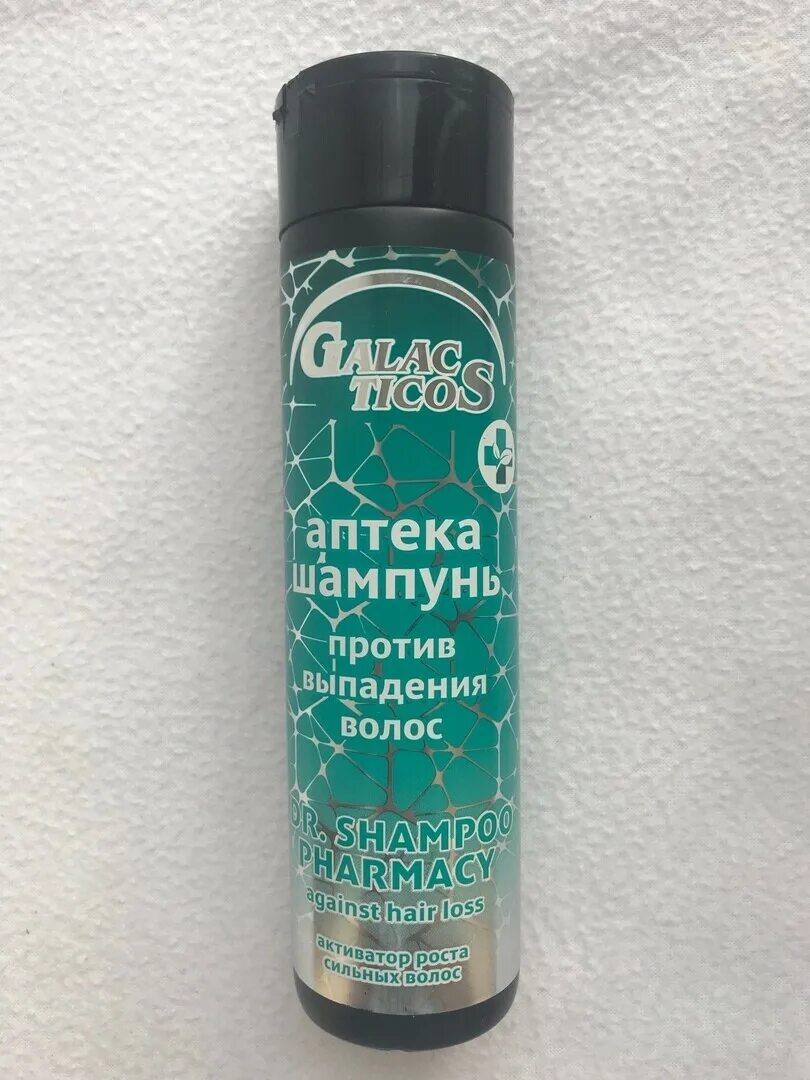 GALAC
TICOS
аптека
шампунь
против
выпадения
волос
DR. SHAMPOO
PHARMACY
against hair loss
активатор роста
сильных волос